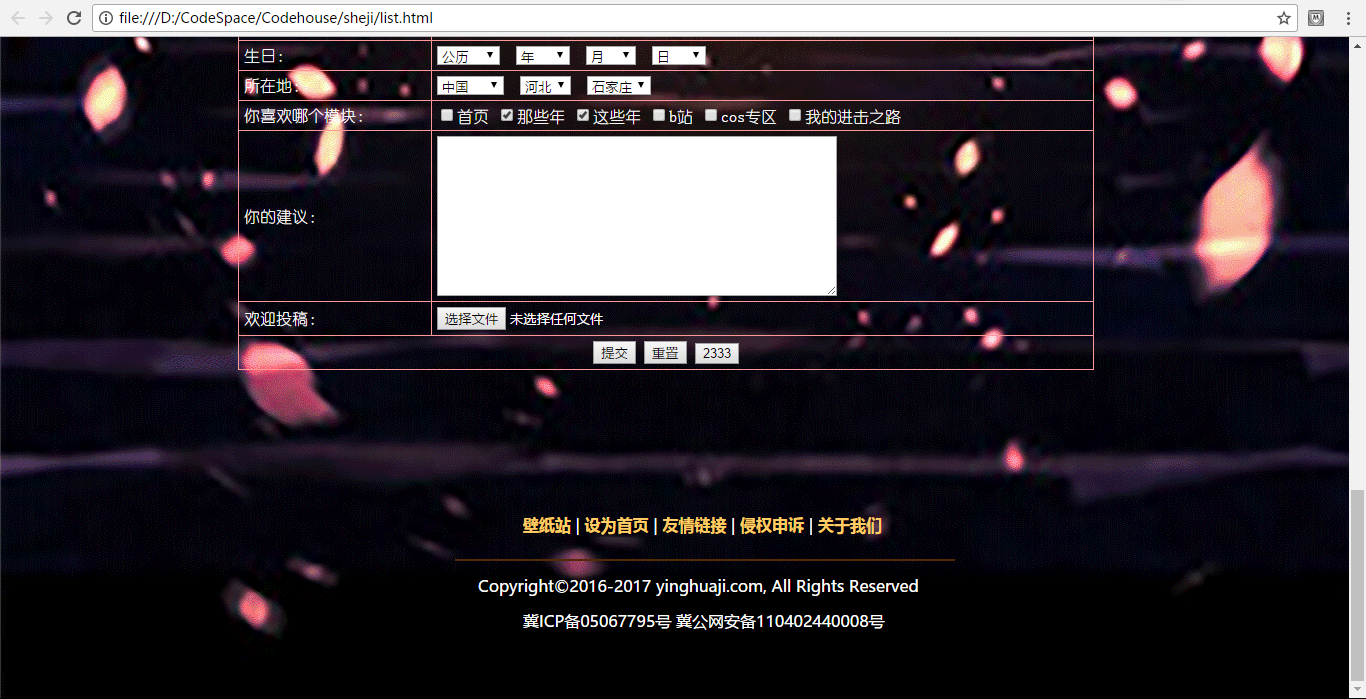 file:///D:/CodeSpace/Codehouse/sheji/list.html
生日: 公历 年 月 日
所在地: 中国 河北 石家庄
你喜欢哪个模块: 首页 那些年 这些年 b站 cos专区 我的进击之路
你的建议:
欢迎投稿: 选择文件 未选择任何文件
提交 重置 2333
壁纸站 | 设为首页 | 友情链接 | 侵权申诉 | 关于我们
Copyright©2016-2017 yinghuaji.com, All Rights Reserved
冀ICP备05067795号 冀公网安备110402440008号